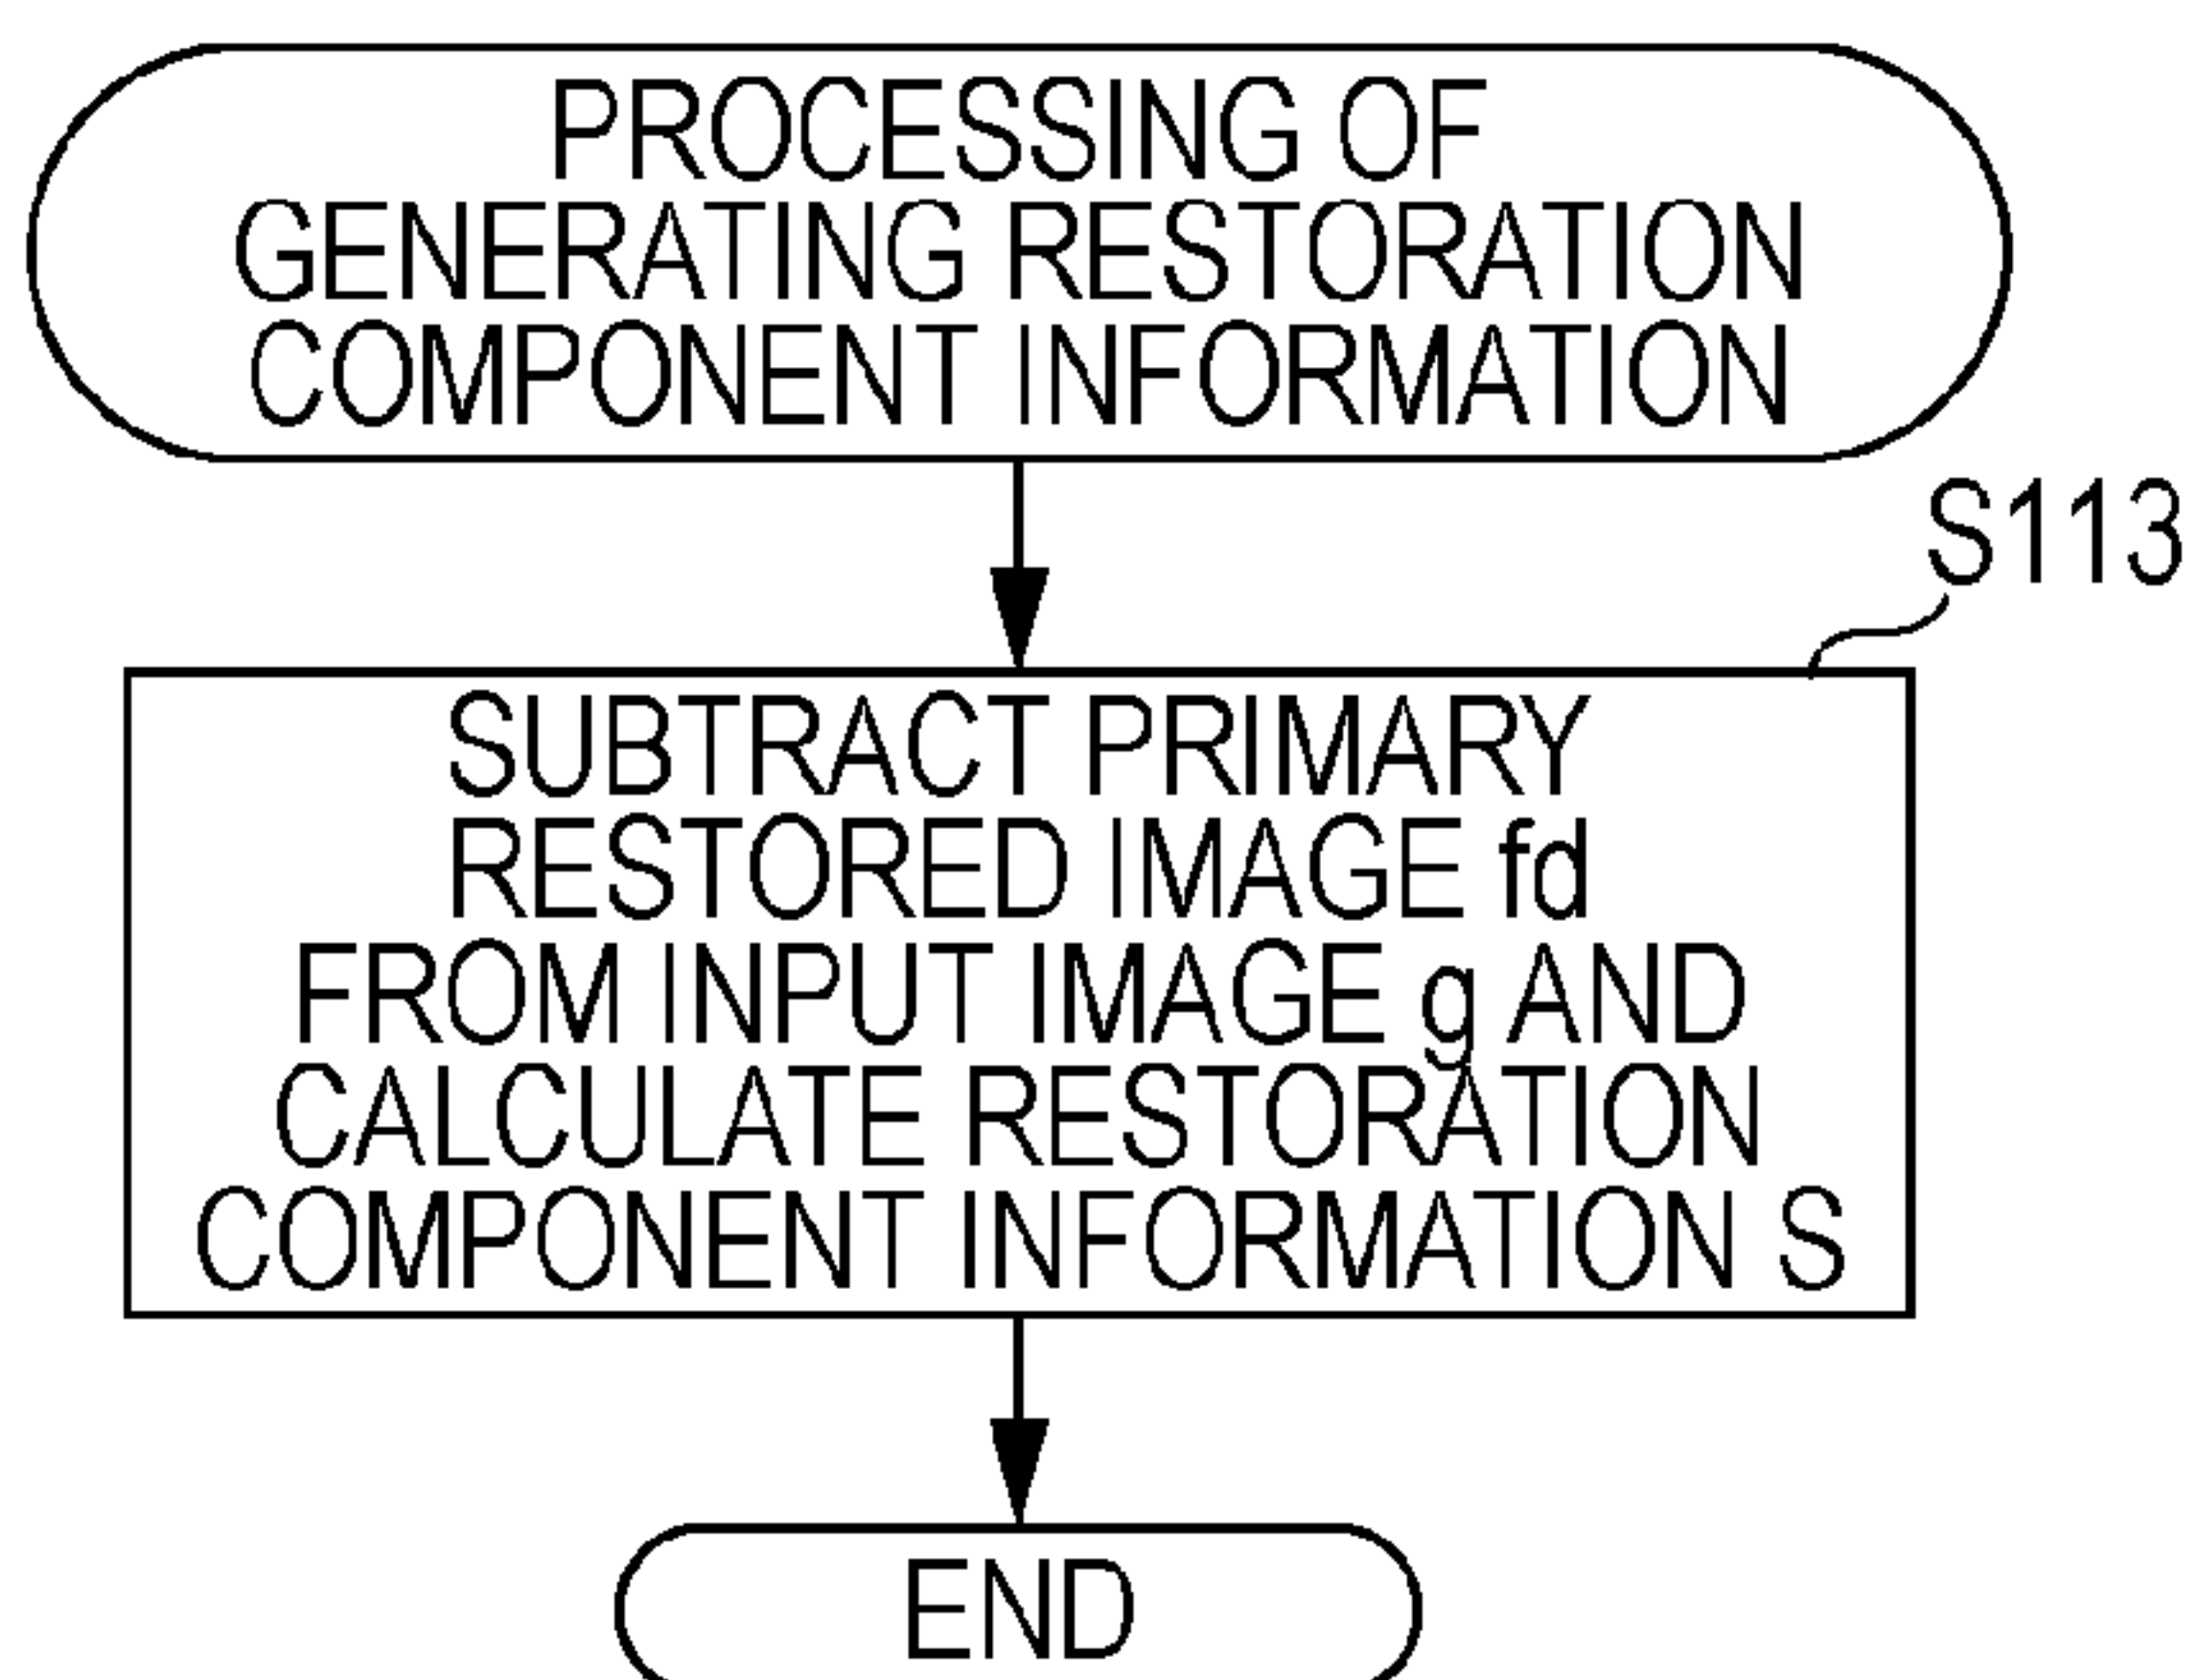 PROCESSING OF
GENERATING RESTORATION
COMPONENT INFORMATION
S113
SUBTRACT PRIMARY
RESTORED IMAGE fd
FROM INPUT IMAGE g AND
CALCULATE RESTORATION
COMPONENT INFORMATION S
END